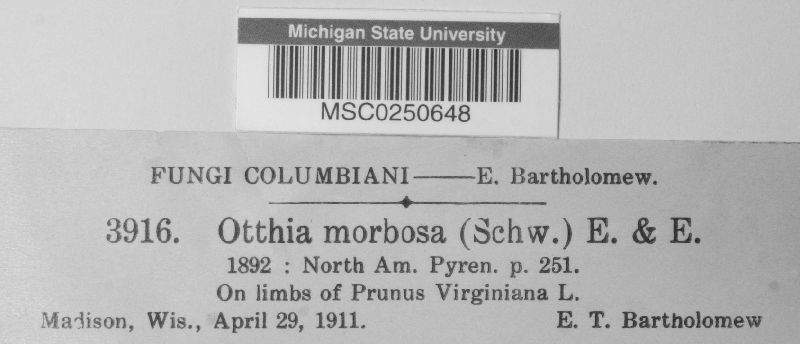 Michigan State University
MSC0250648
FUNGI COLUMBIANI——E. Bartholomew.
3916. Otthia morbosa (Schw.) E. & E.
1892 : North Am. Pyren. p. 251.
On limbs of Prunus Virginiana L.
Madison, Wis., April 29, 1911. E. T. Bartholomew